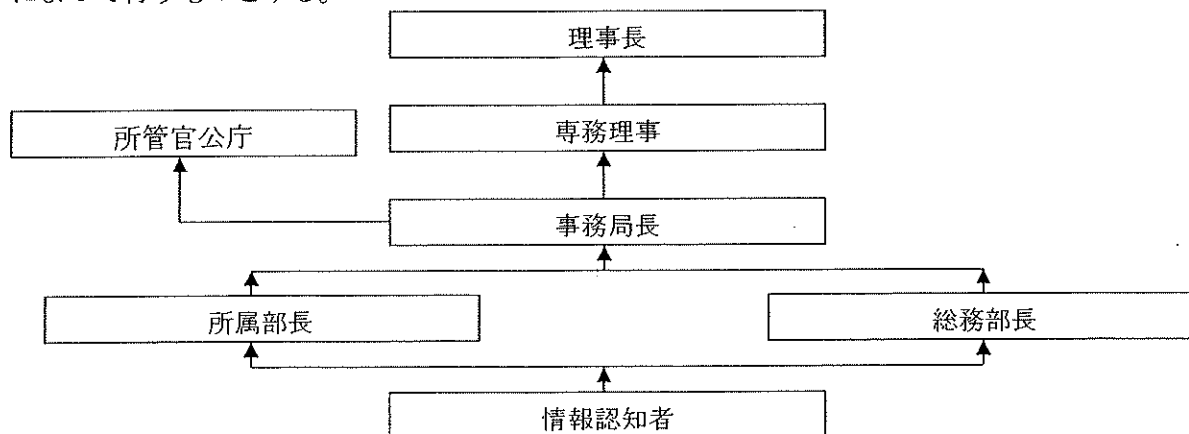 理事長
専務理事
所管官公庁
事務局長
所属部長
総務部長
情報認知者